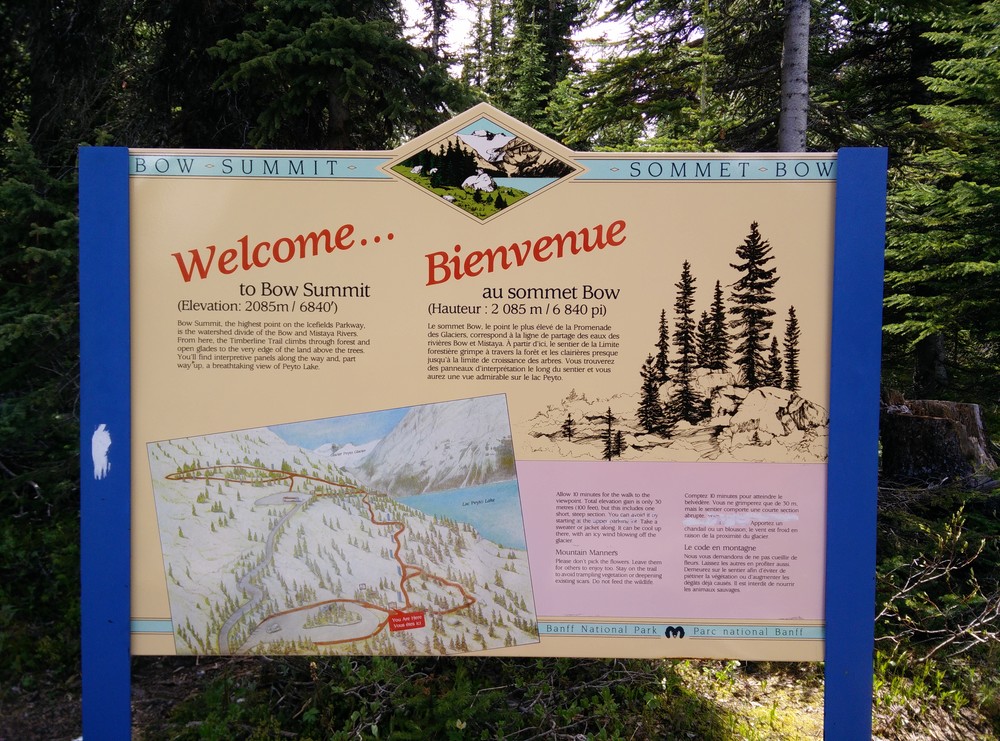 BOW SUMMIT
SOMMET BOW
Welcome...
to Bow Summit
(Elevation: 2085m / 6840')
Bow Summit, the highest point on the Icefields Parkway,
is the watershed divide of the Bow and Mistaya Rivers.
From here, the Timberline Trail climbs through forest and
open glades to the very edge of the land above the trees.
You'll find interpretive panels along the way and, part
way up, a breathtaking view of Peyto Lake.
Bienvenue
au sommet Bow
(Hauteur : 2 085 m / 6 840 pi)
Le sommet Bow, le point le plus élevé de la Promenade
des Glaciers, correspond à la ligne de partage des eaux des
rivières Bow et Mistaya. À partir d'ici, le sentier de la Limite
forestière grimpe à travers la forêt et les clairières presque
jusqu'à la limite de croissance des arbres. Vous trouverez
des panneaux d'interprétation le long du sentier et vous
aurez une vue admirable sur le lac Peyto.
Lac Peyto Lake
You Are Here
Vous êtes ici
Allow 10 minutes for the walk to the
viewpoint. Total elevation gain is only 30
metres (100 feet), but this includes one
short, steep section. You can avoid it by
starting is the upper Take a
sweater or jacket along. It can be cool up
there, with an icy wind blowing off the
glacier.
Mountain Manners
Please don't pick the flowers. Leave them
for others to enjoy too. Stay on the trail
to avoid trampling vegetation or deepening
existing scars. Do not feed the wildlife.
Comptez 10 minutes pour atteindre le
belvédère. Vous ne grimperez que de 30 m,
mais le sentier comporte une courte section
abrupte.
Apportez un
chandail ou un blouson, le vent est froid en
raison de la proximité du glacier.
Le code en montagne
Nous vous demandons de ne pas cueillir de
fleurs. Laissez les autres en profiter aussi.
Demeurez sur le sentier afin d'éviter de
piétiner la végétation ou d'augmenter les
dégâts déjà causés. Il est interdit de nourrir
les animaux sauvages.
Banff National Park
Parc national Banff